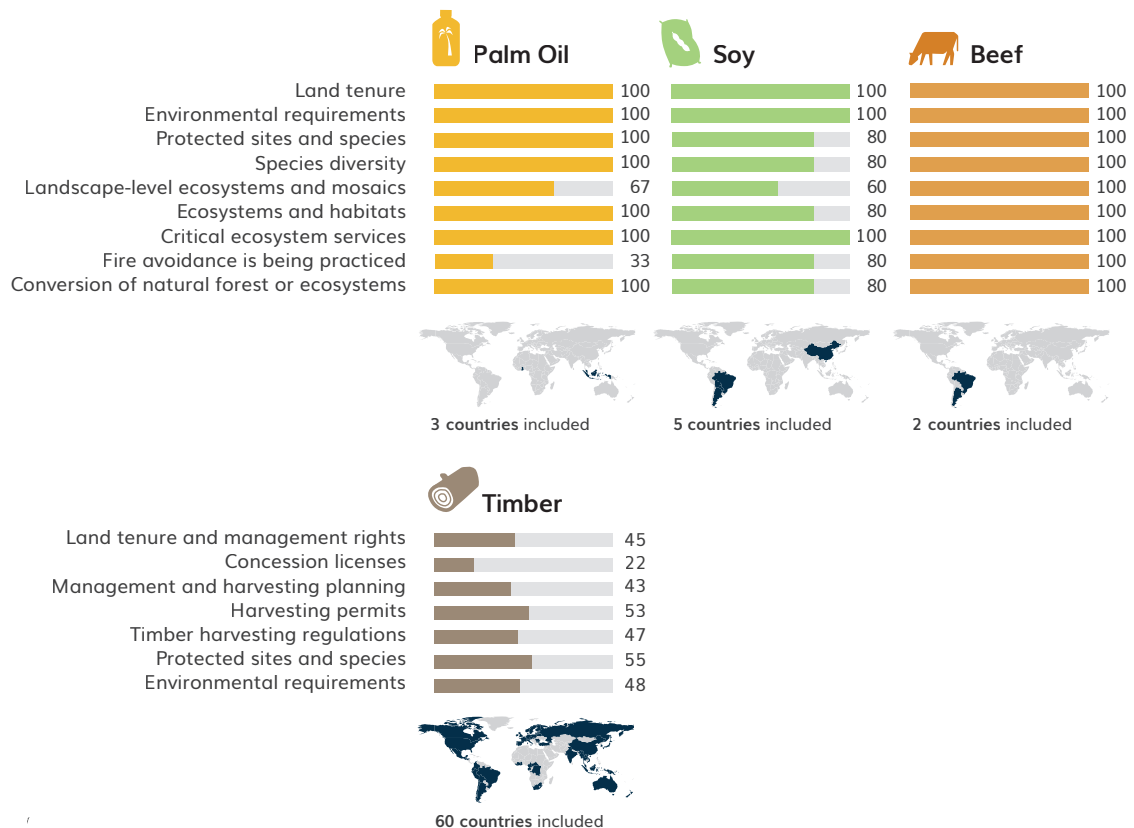 Palm Oil Soy Beef
Land tenure 100 100 100
Environmental requirements 100 100 100
Protected sites and species 100 80 100
Species diversity 100 80 100
Landscape-level ecosystems and mosaics 67 60 100
Ecosystems and habitats 100 80 100
Critical ecosystem services 100 100 100
Fire avoidance is being practiced 33 80 100
Conversion of natural forest or ecosystems 100 80 100
3 countries included 5 countries included 2 countries included
Timber
Land tenure and management rights 45
Concession licenses 22
Management and harvesting planning 43
Harvesting permits 53
Timber harvesting regulations 47
Protected sites and species 55
Environmental requirements 48
60 countries included